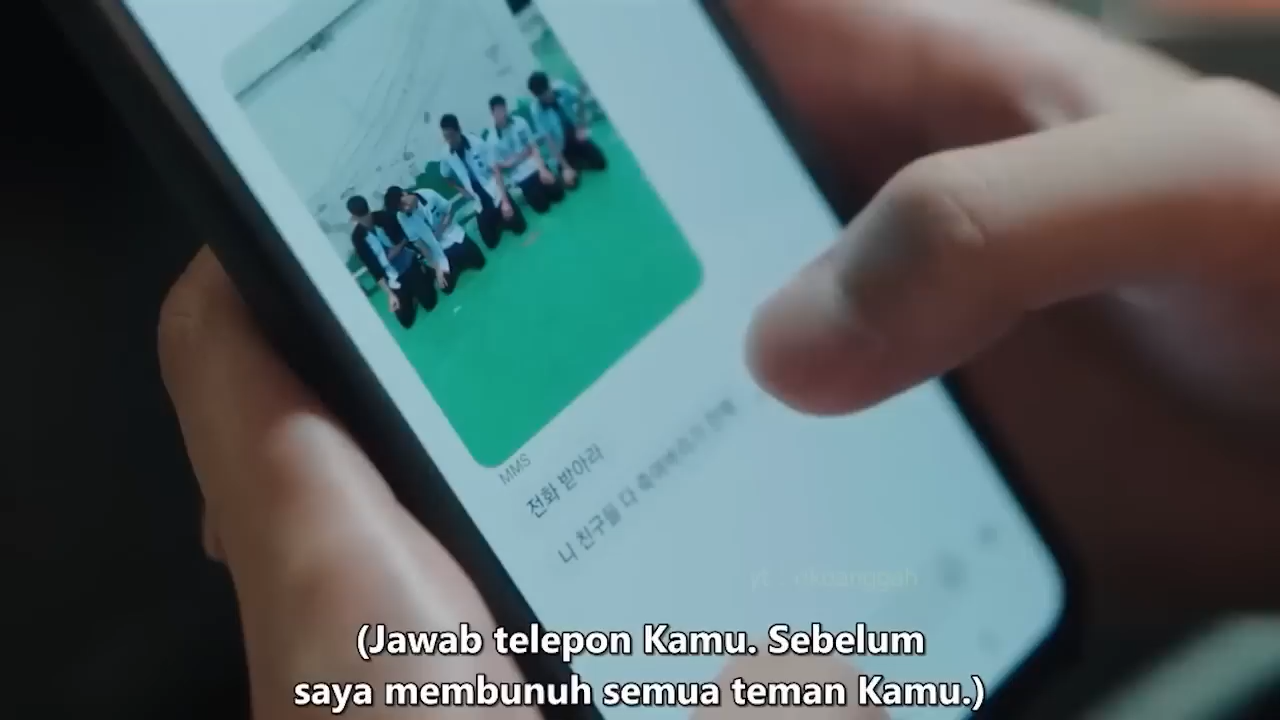 MMS
전화 받아라
니 친구들 다
(Jawab telepon Kamu. Sebelum
saya membunuh semua teman Kamu.)